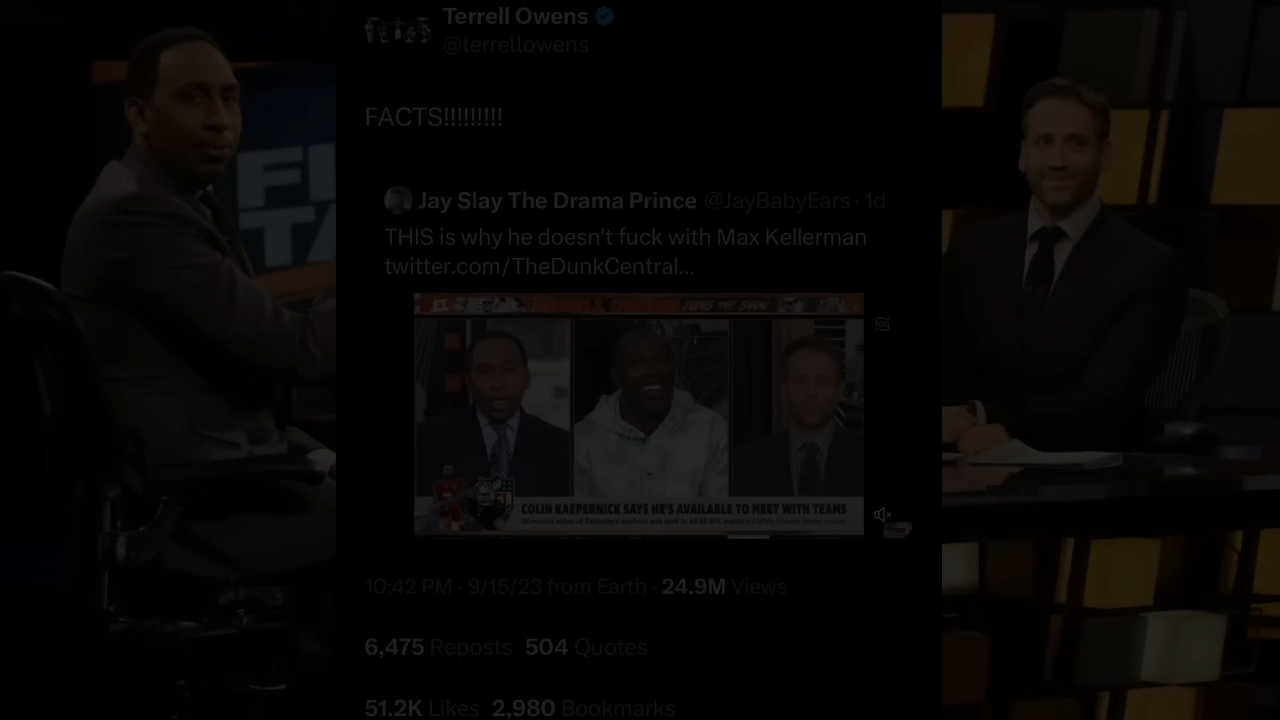 Terrell Owens
@terrellowens
FACTS!!!!!!!!!
Jay Slay The Drama Prince @JayBabyEars · 1d
THIS is why he doesn't fuck with Max Kellerman
twitter.com/TheDunkCentral...
COLIN KAEPERNICK SAYS HE'S AVAILABLE TO MEET WITH TEAMS
10:42 PM · 9/15/23 from Earth · 24.9M Views
6,475 Reposts 504 Quotes
51.2K Likes 2,980 Bookmarks